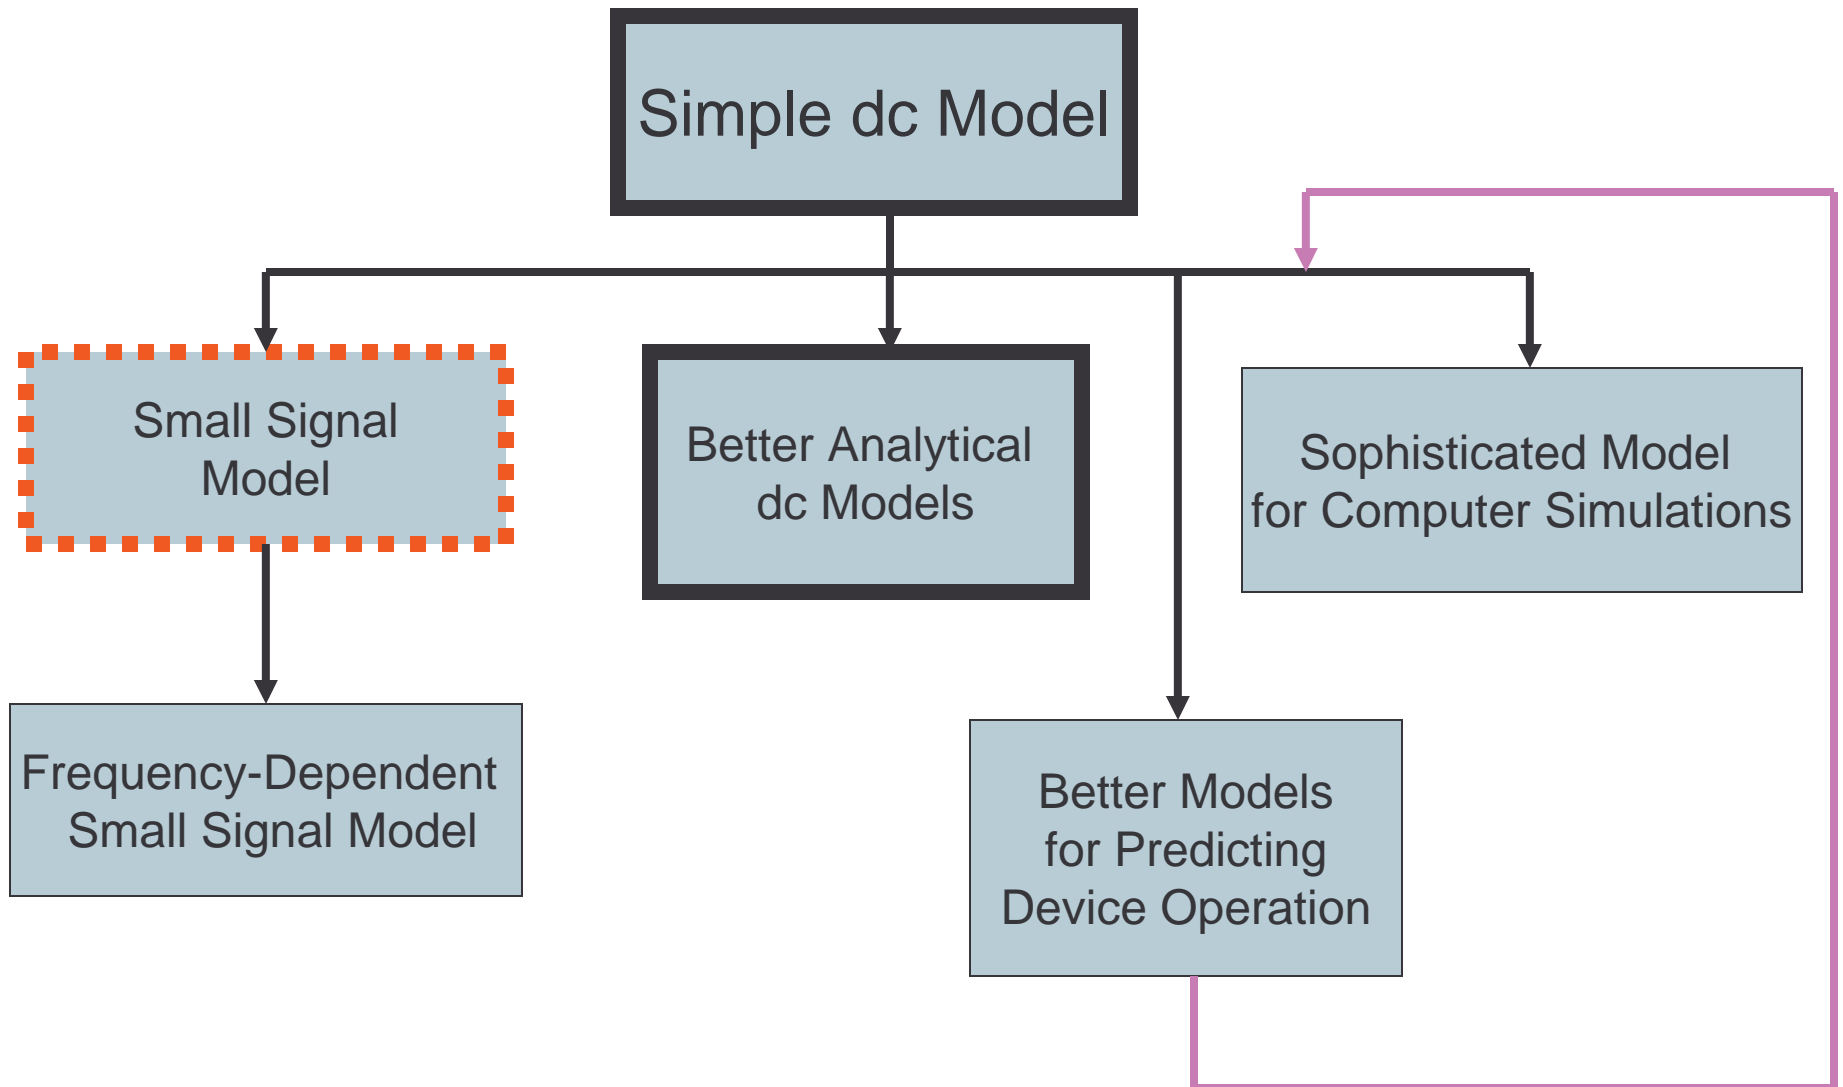 Simple dc Model
Small Signal
Model
Better Analytical
dc Models
Sophisticated Model
for Computer Simulations
Frequency-Dependent
Small Signal Model
Better Models
for Predicting
Device Operation